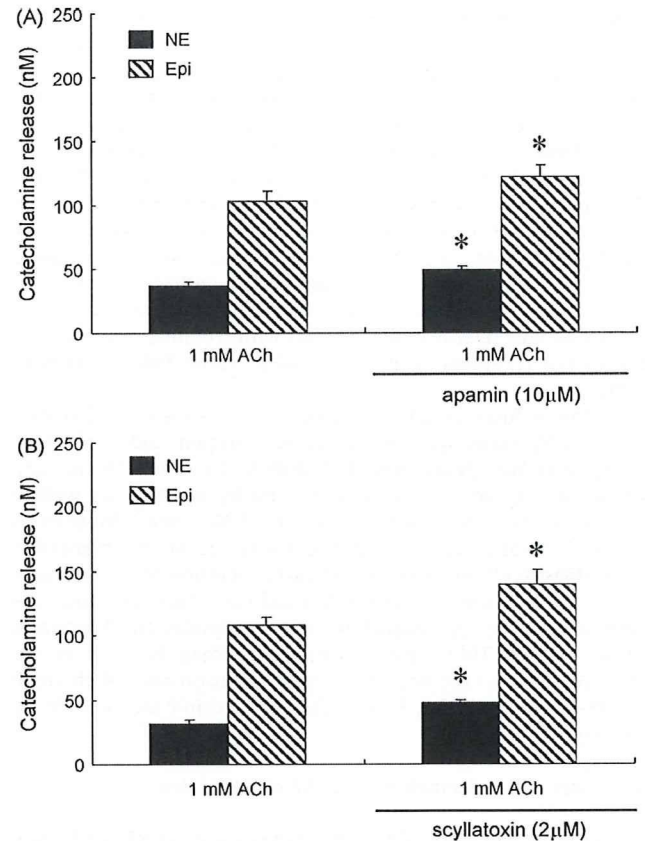 (A)
250
200
150
100
50
0
Catecholamine release (nM)
NE
Epi
*
*
1 mM ACh
1 mM ACh
apamin (10μM)
(B)
250
200
150
100
50
0
Catecholamine release (nM)
NE
Epi
*
*
1 mM ACh
1 mM ACh
scyllatoxin (2μM)